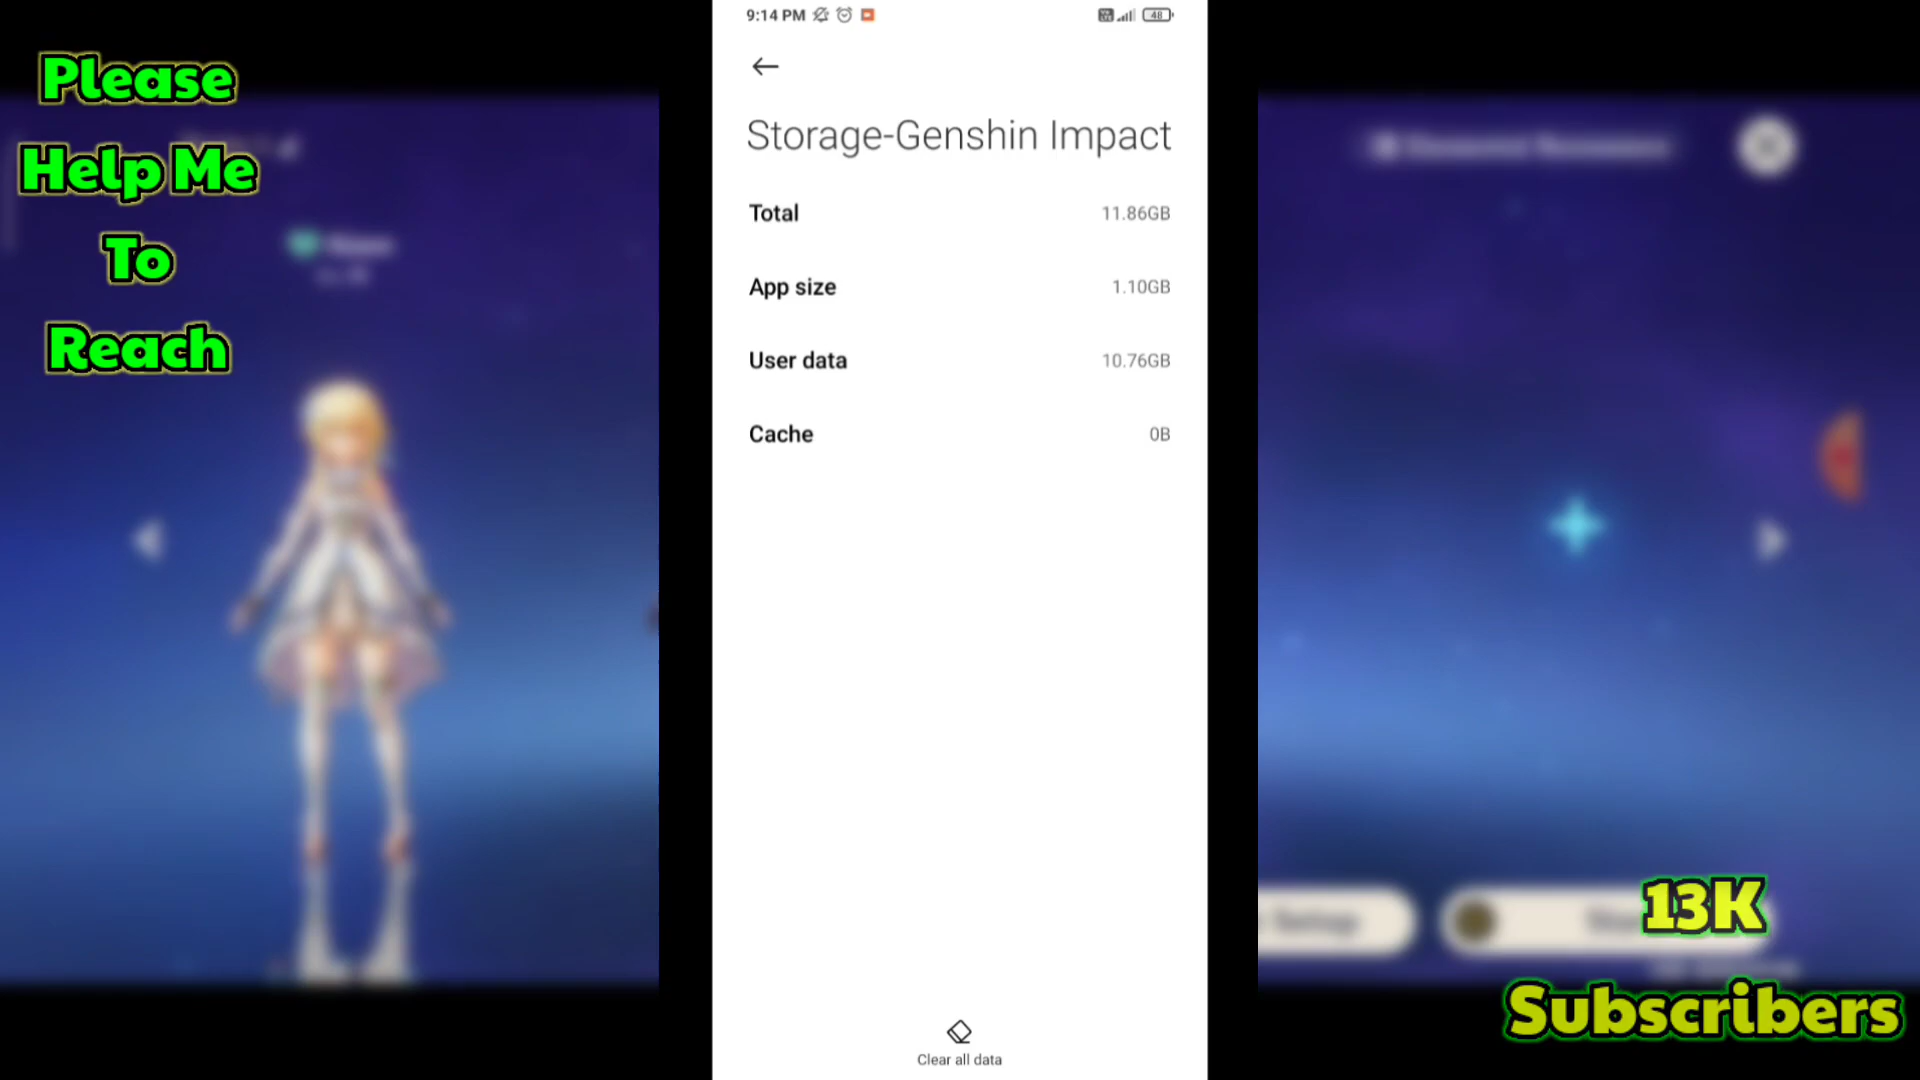 Please
Help Me
To
Reach
9:14 PM
48
Storage-Genshin Impact
Total 11.86GB
App size 1.10GB
User data 10.76GB
Cache 0B
Clear all data
13K
Subscribers